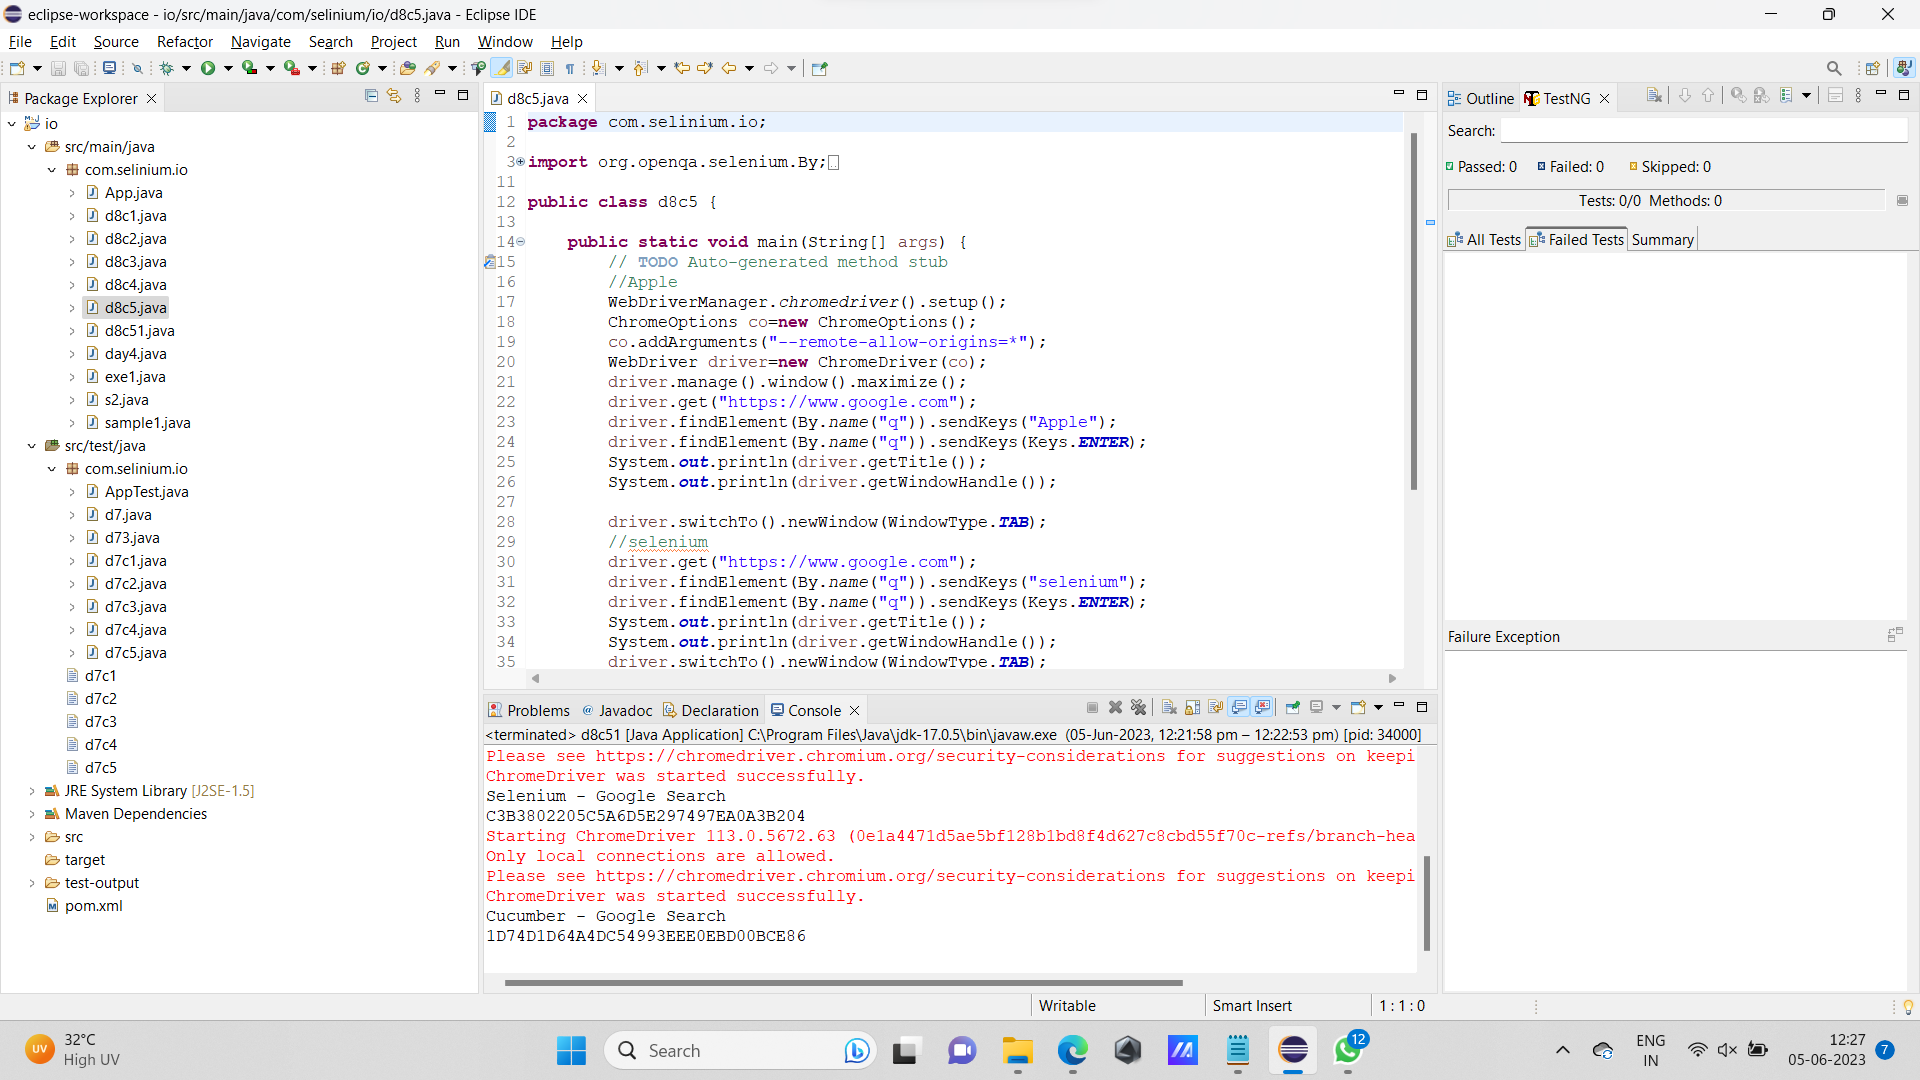 eclipse-workspace - io/src/main/java/com/selinium/io/d8c5.java - Eclipse IDE
File Edit Source Refactor Navigate Search Project Run Window Help
Package Explorer
io
src/main/java
com.selinium.io
App.java
d8c1.java
d8c2.java
d8c3.java
d8c4.java
d8c5.java
d8c51.java
day4.java
exe1.java
s2.java
sample1.java
src/test/java
com.selinium.io
AppTest.java
d7.java
d73.java
d7c1.java
d7c2.java
d7c3.java
d7c4.java
d7c5.java
d7c1
d7c2
d7c3
d7c4
d7c5
JRE System Library [J2SE-1.5]
Maven Dependencies
src
target
test-output
pom.xml
d8c5.java
1 package com.selinium.io;
2
3 import org.openqa.selenium.By;
11
12 public class d8c5 {
13
14 public static void main(String[] args) {
15 // TODO Auto-generated method stub
16 //Apple
17 WebDriverManager.chromedriver().setup();
18 ChromeOptions co=new ChromeOptions();
19 co.addArguments("--remote-allow-origins=*");
20 WebDriver driver=new ChromeDriver(co);
21 driver.manage().window().maximize();
22 driver.get("https://www.google.com");
23 driver.findElement(By.name("q")).sendKeys("Apple");
24 driver.findElement(By.name("q")).sendKeys(Keys.ENTER);
25 System.out.println(driver.getTitle());
26 System.out.println(driver.getWindowHandle());
27
28 driver.switchTo().newWindow(WindowType.TAB);
29 //selenium
30 driver.get("https://www.google.com");
31 driver.findElement(By.name("q")).sendKeys("selenium");
32 driver.findElement(By.name("q")).sendKeys(Keys.ENTER);
33 System.out.println(driver.getTitle());
34 System.out.println(driver.getWindowHandle());
35 driver.switchTo().newWindow(WindowType.TAB);
Problems Javadoc Declaration Console
<terminated> d8c51 [Java Application] C:\Program Files\Java\jdk-17.0.5\bin\javaw.exe (05-Jun-2023, 12:21:58 pm – 12:22:53 pm) [pid: 34000]
Please see https://chromedriver.chromium.org/security-considerations for suggestions on keepi
ChromeDriver was started successfully.
Selenium - Google Search
C3B3802205C5A6D5E297497EA0A3B204
Starting ChromeDriver 113.0.5672.63 (0e1a4471d5ae5bf128b1bd8f4d627c8cbd55f70c-refs/branch-hea
Only local connections are allowed.
Please see https://chromedriver.chromium.org/security-considerations for suggestions on keepi
ChromeDriver was started successfully.
Cucumber - Google Search
1D74D1D64A4DC54993EEE0EBD00BCE86
Outline TestNG
Search:
Passed: 0 Failed: 0 Skipped: 0
Tests: 0/0 Methods: 0
All Tests Failed Tests Summary
Failure Exception
Writable Smart Insert 1 : 1 : 0
UV
32°C
High UV
Search
12
ENG
IN
12:27
05-06-2023
7